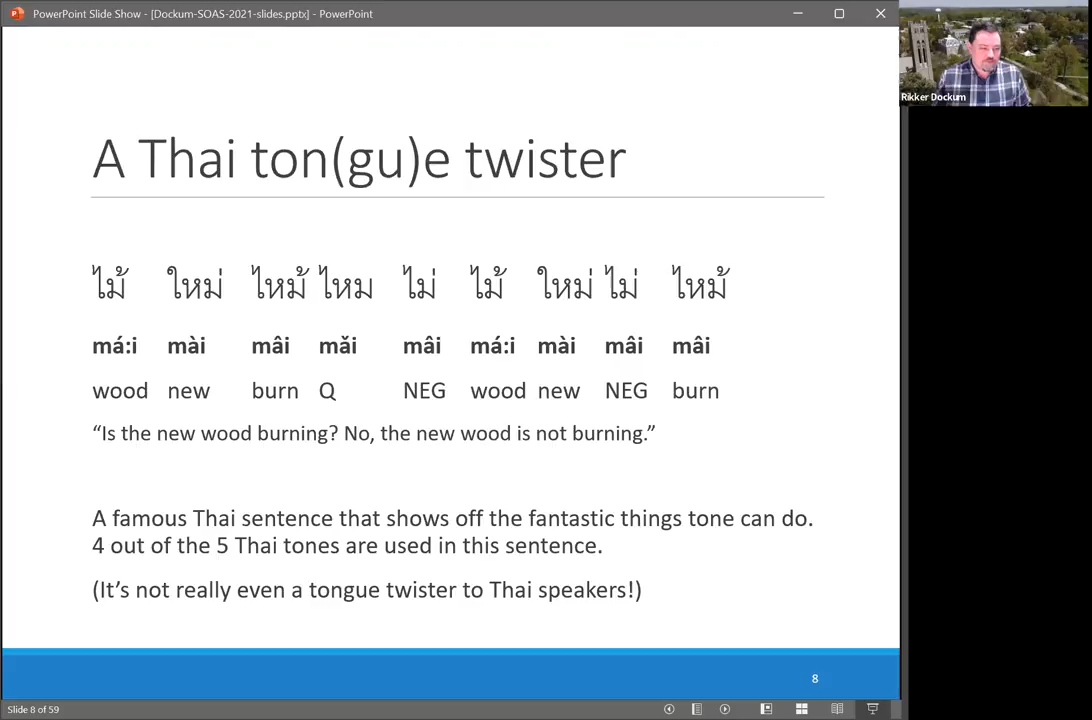 PowerPoint Slide Show - [Dockum-SOAS-2021-slides.pptx] - PowerPoint
Rikker Dockum
A Thai ton(gu)e twister
ไม้ ใหม่ ไหม้ ไหม ไม่ ไม้ ใหม่ ไม่ ไหม้
má:i mài mâi mǎi mâi má:i mài mâi mâi
wood new burn Q NEG wood new NEG burn
“Is the new wood burning? No, the new wood is not burning.”
A famous Thai sentence that shows off the fantastic things tone can do.
4 out of the 5 Thai tones are used in this sentence.
(It’s not really even a tongue twister to Thai speakers!)
8
Slide 8 of 59